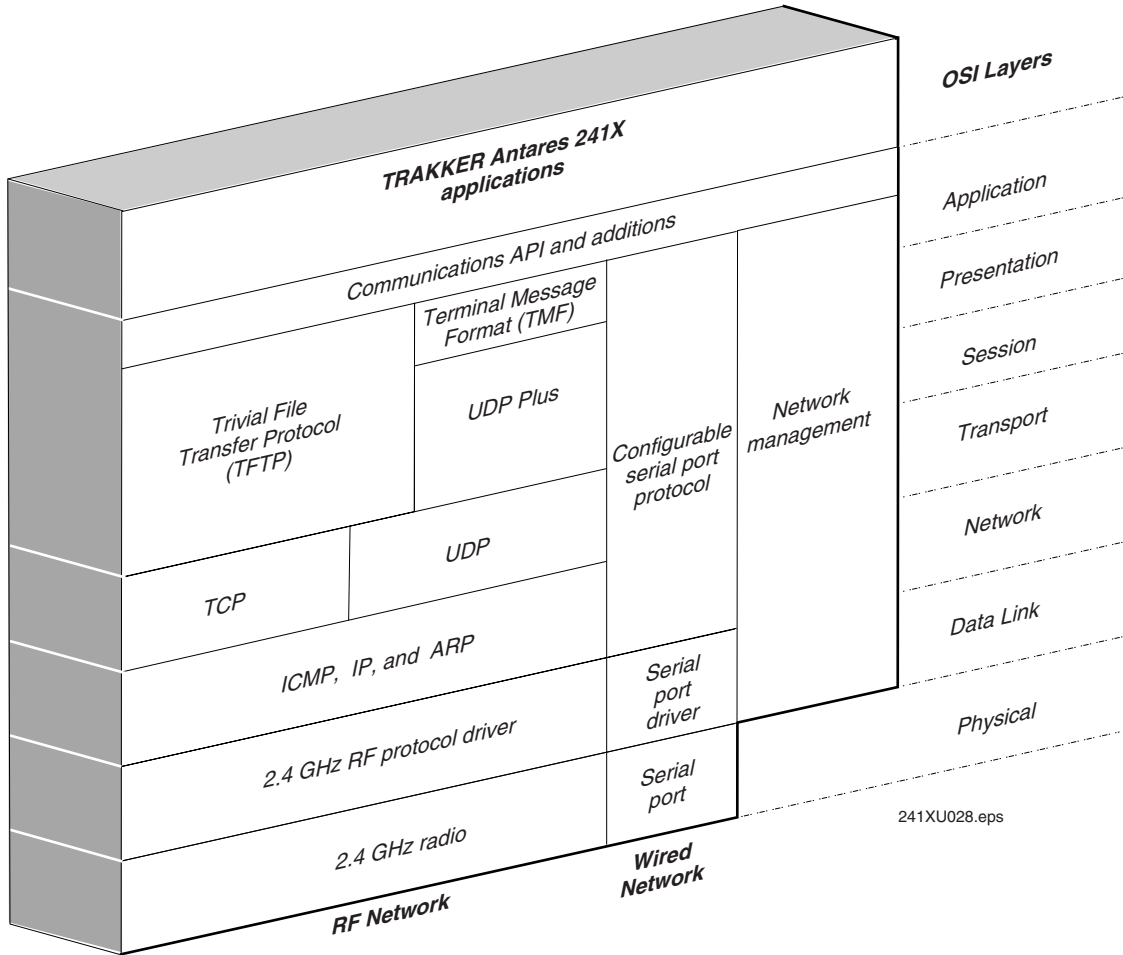 OSI Layers
TRAKKER Antares 241X
applications
Application
Communications API and additions
Presentation
Terminal Message
Format (TMF)
Session
Trivial File
Transfer Protocol
(TFTP)
UDP Plus
Configurable
serial port
protocol
Network
management
Transport
Network
TCP
UDP
Data Link
ICMP, IP, and ARP
Serial
port
driver
Physical
2.4 GHz RF protocol driver
Serial
port
241XU028.eps
2.4 GHz radio
Wired
Network
RF Network